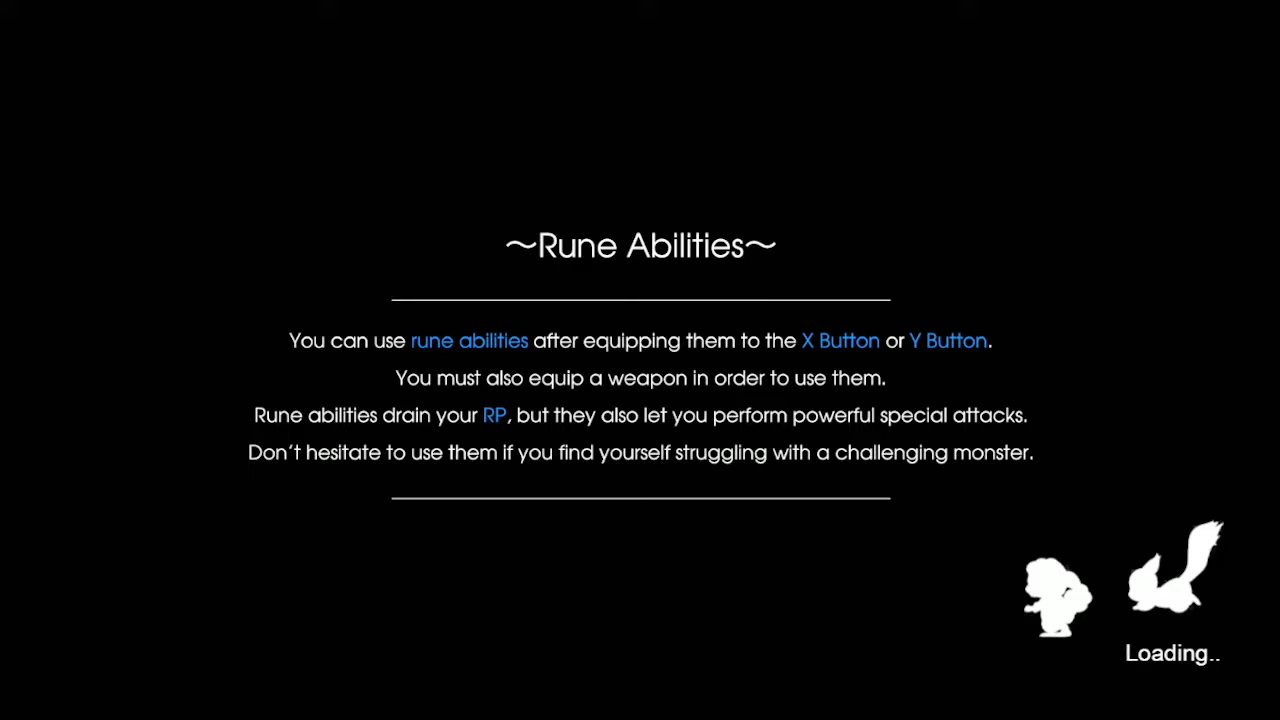 ～Rune Abilities～
You can use rune abilities after equipping them to the X Button or Y Button.
You must also equip a weapon in order to use them.
Rune abilities drain your RP, but they also let you perform powerful special attacks.
Don't hesitate to use them if you find yourself struggling with a challenging monster.
Loading..